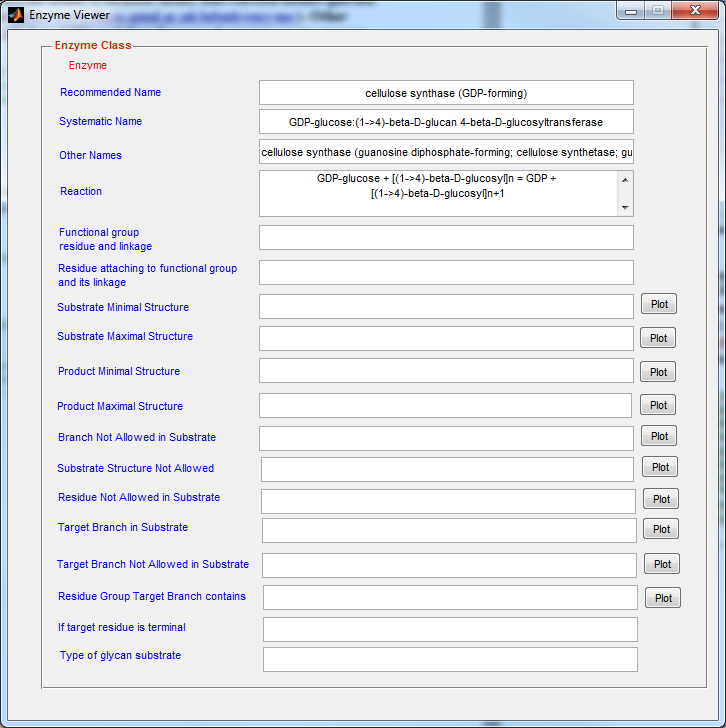 Enzyme Viewer
Enzyme Class
Enzyme
Recommended Name
cellulose synthase (GDP-forming)
Systematic Name
GDP-glucose:(1->4)-beta-D-glucan 4-beta-D-glucosyltransferase
Other Names
cellulose synthase (guanosine diphosphate-forming; cellulose synthetase; gu
Reaction
GDP-glucose + [(1->4)-beta-D-glucosyl]n = GDP +
[(1->4)-beta-D-glucosyl]n+1
Functional group
residue and linkage
Residue attaching to functional group
and its linkage
Substrate Minimal Structure
Plot
Substrate Maximal Structure
Plot
Product Minimal Structure
Plot
Product Maximal Structure
Plot
Branch Not Allowed in Substrate
Plot
Substrate Structure Not Allowed
Plot
Residue Not Allowed in Substrate
Plot
Target Branch in Substrate
Plot
Target Branch Not Allowed in Substrate
Plot
Residue Group Target Branch contains
Plot
If target residue is terminal
Type of glycan substrate